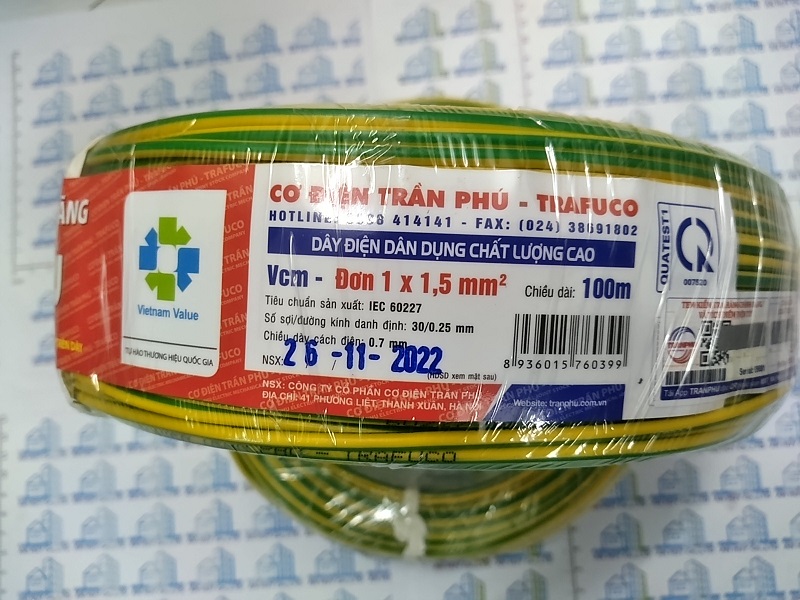 CƠ ĐIỆN TRẦN PHÚ - TRAFUCO
HOTLINE: 414141 - FAX: (024) 38691802
DÂY ĐIỆN DÂN DỤNG CHẤT LƯỢNG CAO
Vcm - Đơn 1 x 1,5 mm²
Chiều dài: 100m
Tiêu chuẩn sản xuất: IEC 60227
Số sợi/đường kính danh định: 30/0.25 mm
Chiều dày cách điện: 0.7 mm
NSX: 26 -11- 2022
(HDSD xem mặt sau)
8 936015 760399
NSX: CÔNG TY CỔ PHẦN CƠ ĐIỆN TRẦN PHÚ
ĐỊA CHỈ: 41 PHƯƠNG LIỆT, THANH XUÂN, HÀ NỘI
Website: tranphu.com.vn
Vietnam Value
TỰ HÀO THƯƠNG HIỆU QUỐC GIA
QUATEST1
TRAFUCO